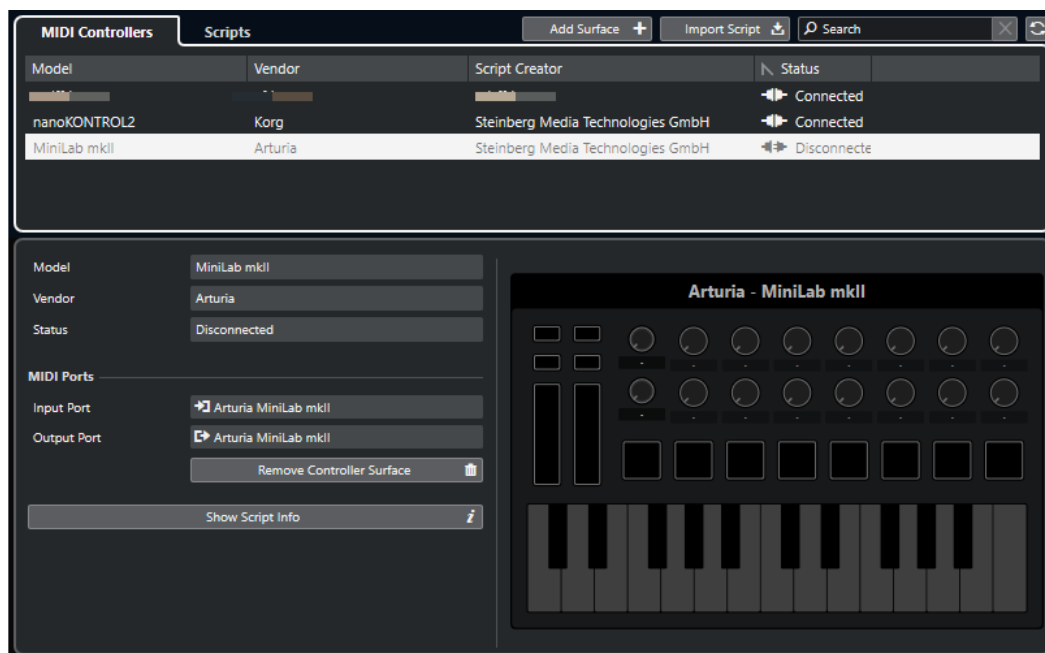 MIDI Controllers Scripts Add Surface Import Script Search
Model Vendor Script Creator Status
Connected
nanoKONTROL2 Korg Steinberg Media Technologies GmbH Connected
MiniLab mkII Arturia Steinberg Media Technologies GmbH Disconnecte
Model MiniLab mkII
Arturia - MiniLab mkII
Vendor Arturia
Status Disconnected
MIDI Ports
Input Port Arturia MiniLab mkII
Output Port Arturia MiniLab mkII
Remove Controller Surface
Show Script Info i